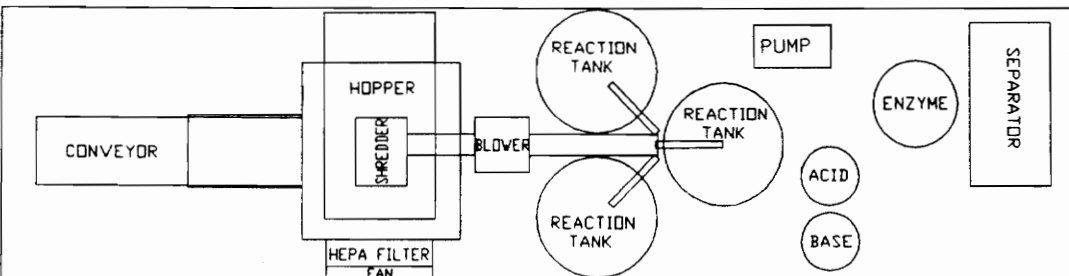 CONVEYOR
HOPPER
SHREDDER
HEPA FILTER
FAN
BLOWER
REACTION
TANK
REACTION
TANK
REACTION
TANK
PUMP
ENZYME
ACID
BASE
SEPARATOR